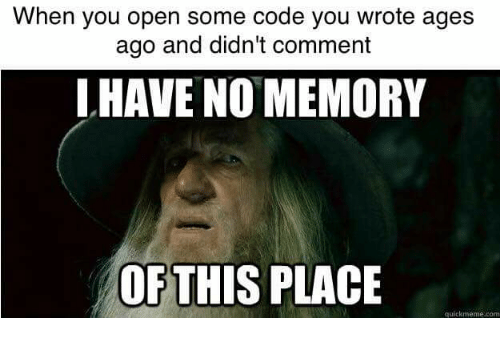 When you open some code you wrote ages
ago and didn't comment
I HAVE NO MEMORY
OF THIS PLACE
quickmeme.com